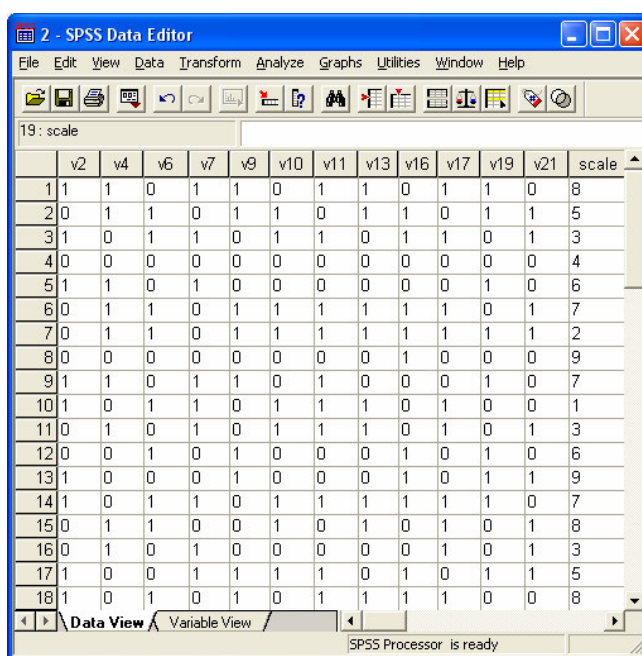 2 - SPSS Data Editor
File Edit View Data Transform Analyze Graphs Utilities Window Help
19 : scale
v2 v4 v6 v7 v9 v10 v11 v13 v16 v17 v19 v21 scale
1 1 1 0 1 1 0 1 1 0 1 1 0 8
2 0 1 1 0 1 1 0 1 1 0 1 1 5
3 1 0 1 1 0 1 1 0 1 1 0 1 3
4 0 0 0 0 0 0 0 0 0 0 0 0 4
5 1 1 0 1 0 0 0 0 0 0 1 0 6
6 0 1 1 0 1 1 1 1 1 1 0 1 7
7 0 1 1 0 1 1 1 1 1 1 1 1 2
8 0 0 0 0 0 0 0 0 1 0 0 0 9
9 1 1 0 1 1 0 1 0 0 0 1 0 7
10 1 0 1 1 0 1 1 1 0 1 0 0 1
11 0 1 0 1 0 1 1 1 0 1 0 1 3
12 0 0 1 0 1 0 0 1 0 1 0 0 6
13 1 0 0 1 0 0 0 1 0 0 1 1 9
14 1 0 1 1 0 1 1 1 1 1 1 0 7
15 0 1 1 0 0 1 0 1 0 1 0 1 8
16 0 1 0 1 0 0 0 0 0 1 0 1 3
17 1 0 0 1 1 1 1 0 1 0 1 1 5
18 1 0 1 0 1 0 1 1 1 1 0 0 8
Data View Variable View
SPSS Processor is ready